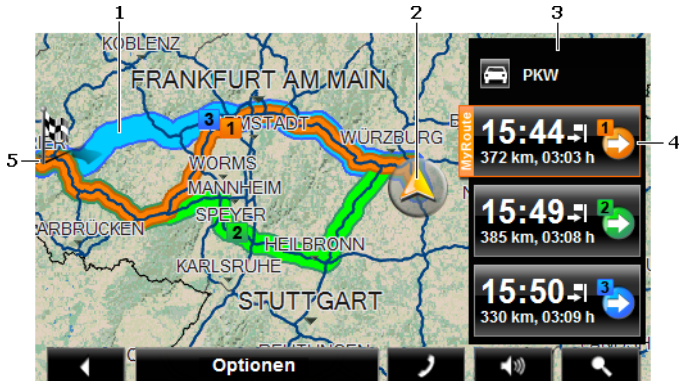 1
2
3
KOBLENZ
FRANKFURT AM MAIN
PKW
3
1
WÜRZBURG
MyRoute
15:44
1
372 km, 03:03 h
4
5
WORMS
MANNHEIM
SPEYER
2
HEILBRONN
ARBRÜCKEN
KARLSRUHE
STUTTGART
15:49
2
385 km, 03:08 h
15:50
3
330 km, 03:09 h
Optionen